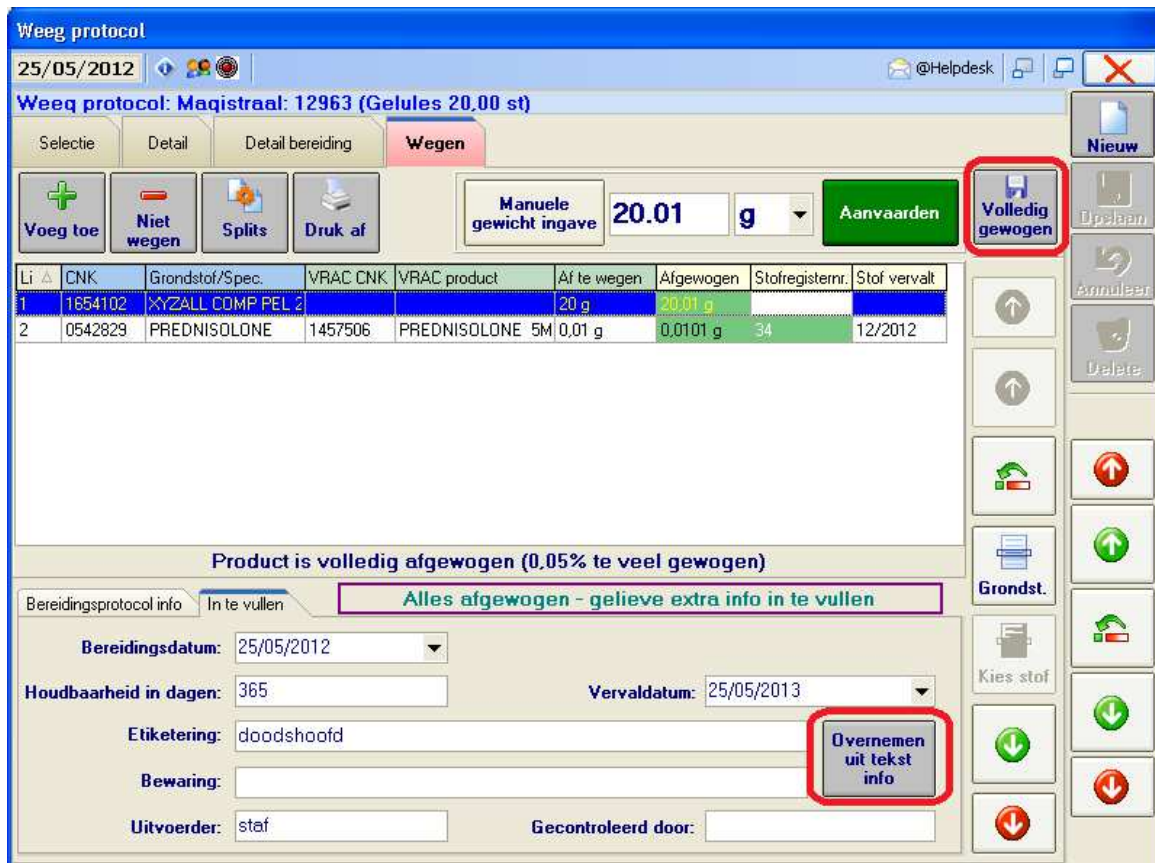 Weeg protocol
25/05/2012 @Helpdesk
Weeg protocol: Magistraal: 12963 (Gelules 20,00 st)
Selectie Detail Detail bereiding Wegen
Nieuw
Voeg toe Niet wegen Splits Druk af Manuele gewicht ingave 20.01 g Aanvaarden Volledig gewogen Opslaan
Li CNK Grondstof/Spec. VRAC CNK VRAC product Af te wegen Afgewogen Stofregisternr. Stof vervalt
1 1654102 XYZALL COMP PEL 2 20 g 20,01 g
2 0542829 PREDNISOLONE 1457506 PREDNISOLONE 5M 0,01 g 0,0101 g 34 12/2012
Annuleer
Delete
Product is volledig afgewogen (0,05% te veel gewogen)
Grondst.
Bereidingsprotocol info In te vullen Alles afgewogen - gelieve extra info in te vullen
Bereidingsdatum: 25/05/2012
Kies stof
Houdbaarheid in dagen: 365 Vervaldatum: 25/05/2013
Etiketering: doodshoofd
Overnemen uit tekst info
Bewaring:
Uitvoerder: staf Gecontroleerd door: